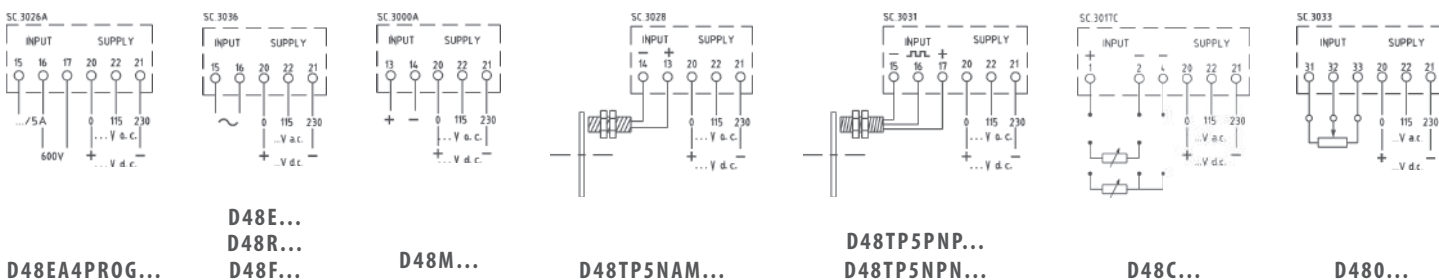 SC.3026A
INPUT SUPPLY
15 16 17 20 22 21
.../5A 0 115 230
...V a.c.
600V
+ ...V d.c. −
D48EA4PROG...
SC.3036
INPUT SUPPLY
15 16 20 22 21
~ 0 115 230
...V a.c.
+ ...V d.c. −
D48E...
D48R...
D48F...
SC.3000A
INPUT SUPPLY
13 14 20 22 21
+ − 0 115 230
...V a.c.
+ ...V d.c. −
D48M...
SC.3028
INPUT SUPPLY
− +
14 13 20 22 21
0 115 230
...V a.c.
+ ...V d.c. −
D48TP5NAM...
SC.3031
INPUT SUPPLY
− +
15 16 17 20 22 21
0 115 230
...V a.c.
+ ...V d.c. −
D48TP5PNP...
D48TP5NPN...
SC.3017C
INPUT SUPPLY
+ − −
1 2 4 20 22 21
0 115 230
...V a.c.
+ ...V d.c. −
D48C...
SC.3033
INPUT SUPPLY
31 32 33 20 22 21
0 115 230
...V a.c.
+ ...V d.c. −
D480...